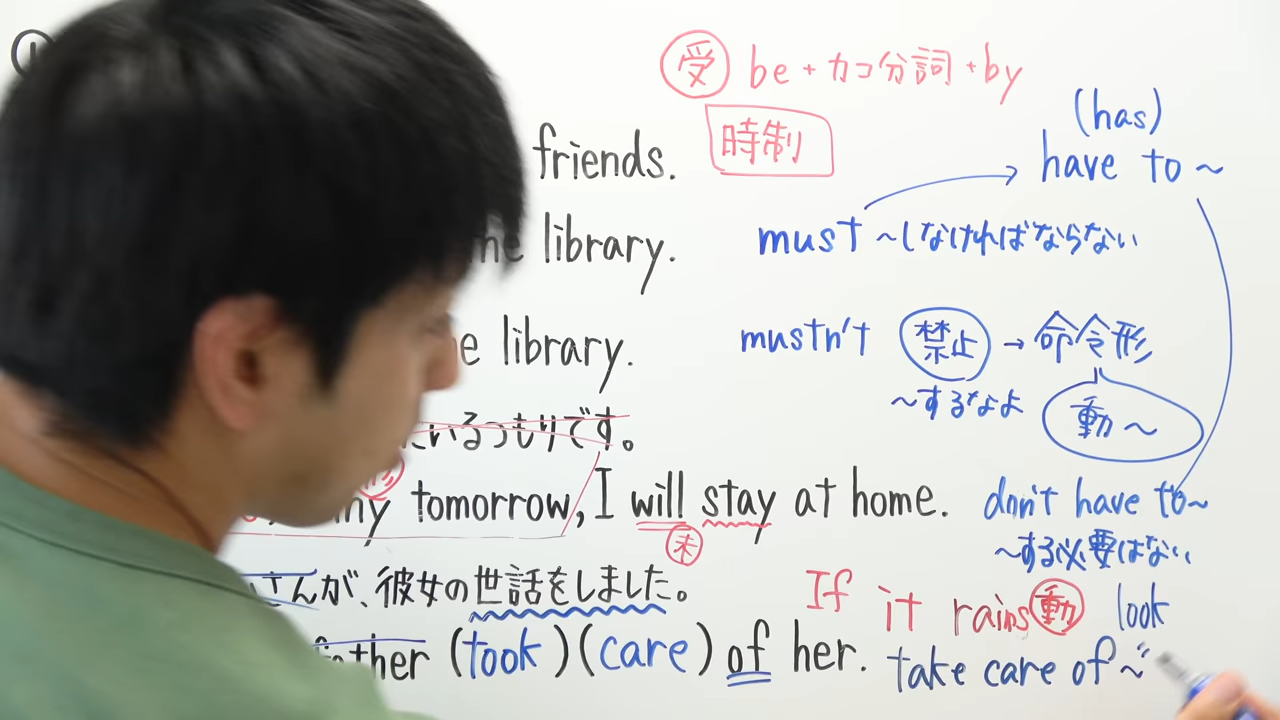 ①
受 be + カコ分詞 + by
時制
friends.
(has)
have to ~
library.
must ~しなければならない
library.
mustn't 禁止 → 命令形
~するなよ
動~
いるつもりです。
tomorrow, I will stay at home.
未
don't have to~
~する必要はない
さんが、彼女の世話をしました。
If it rains 動 look
(took)(care) of her.
take care of ~